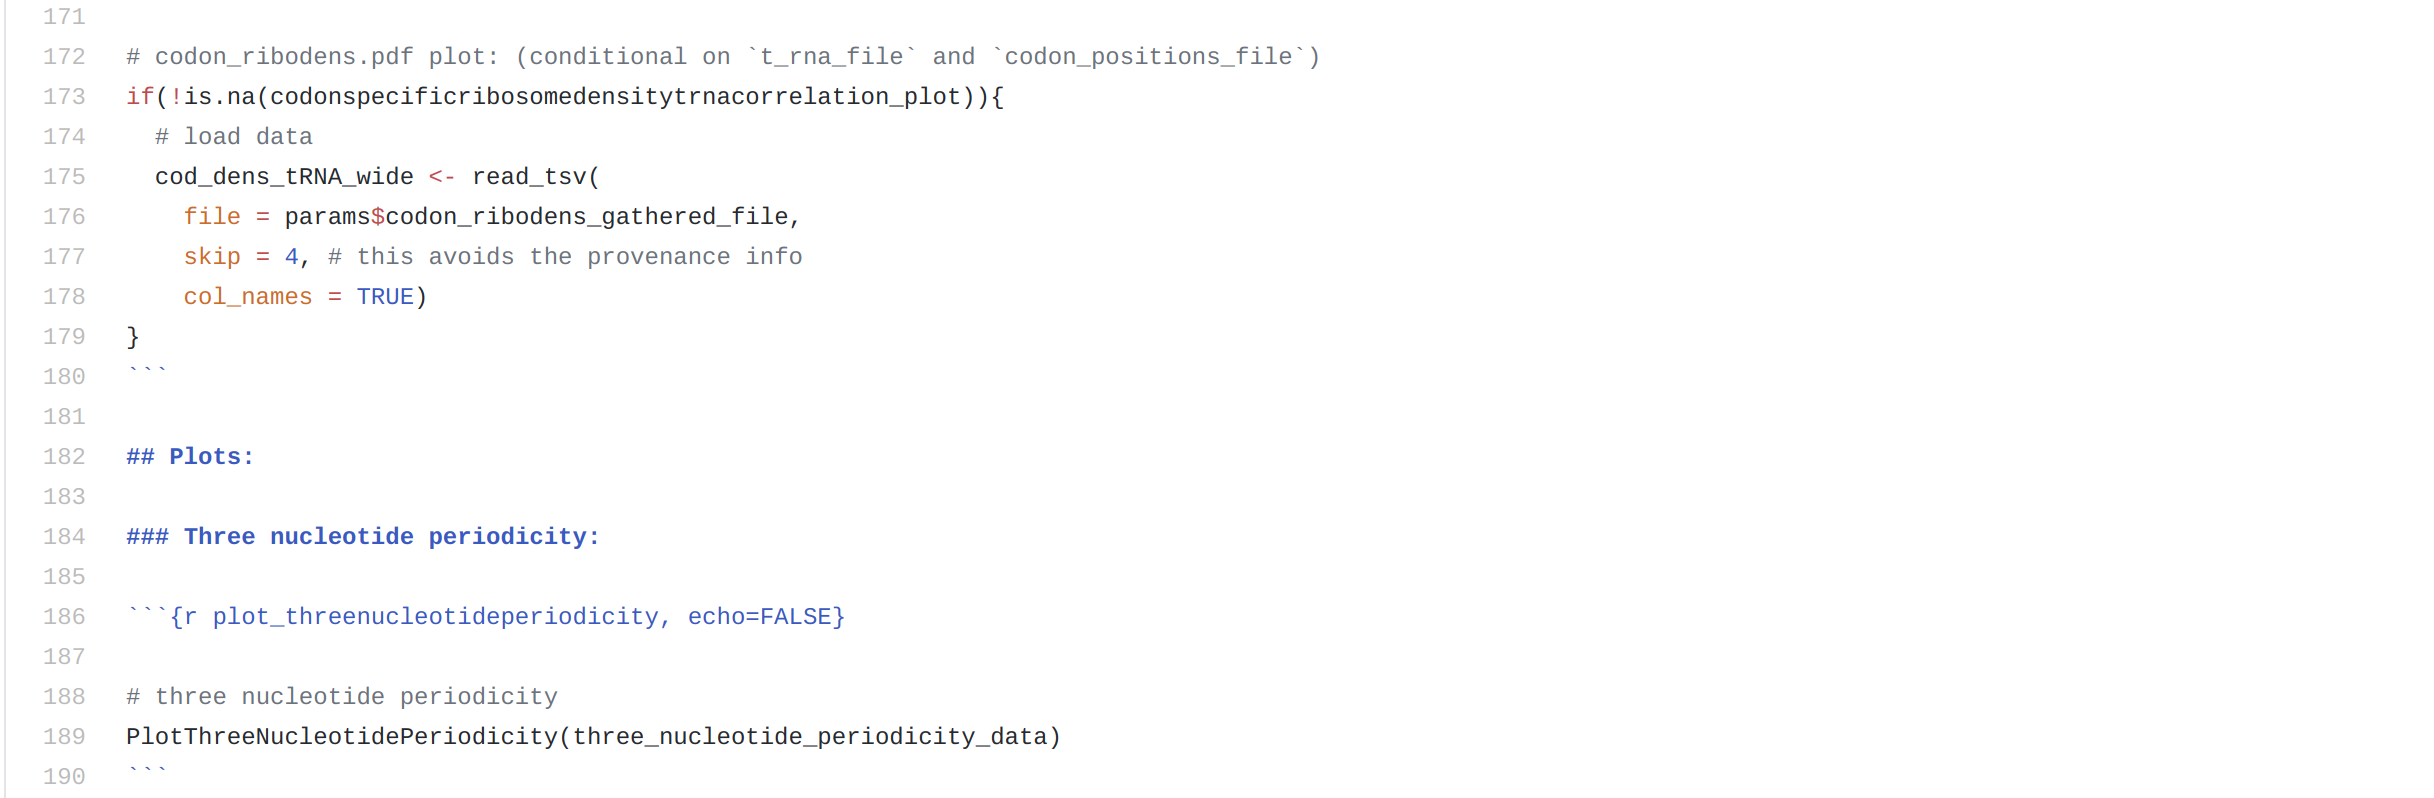 171
172 # codon_ribodens.pdf plot: (conditional on `t_rna_file` and `codon_positions_file`)
173 if(!is.na(codonspecificribosomedensitytrnacorrelation_plot)){
174   # load data
175   cod_dens_tRNA_wide <- read_tsv(
176     file = params$codon_ribodens_gathered_file,
177     skip = 4, # this avoids the provenance info
178     col_names = TRUE)
179 }
180 ```
181
182 ## Plots:
183
184 ### Three nucleotide periodicity:
185
186 ```{r plot_threenucleotideperiodicity, echo=FALSE}
187
188 # three nucleotide periodicity
189 PlotThreeNucleotidePeriodicity(three_nucleotide_periodicity_data)
190 ```